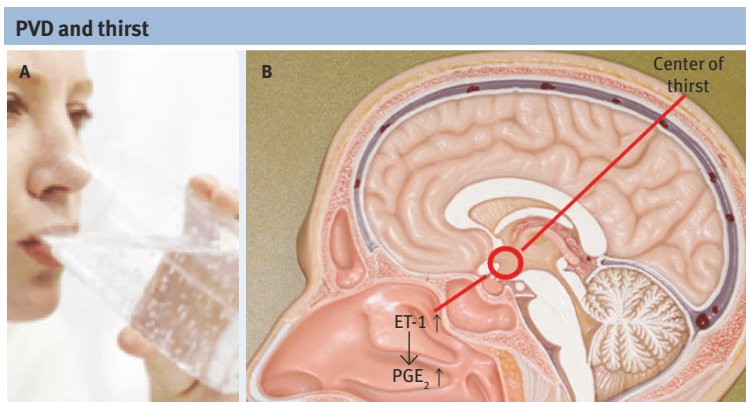 PVD and thirst
A
B
Center of
thirst
ET-1 ↑
↓
PGE₂ ↑